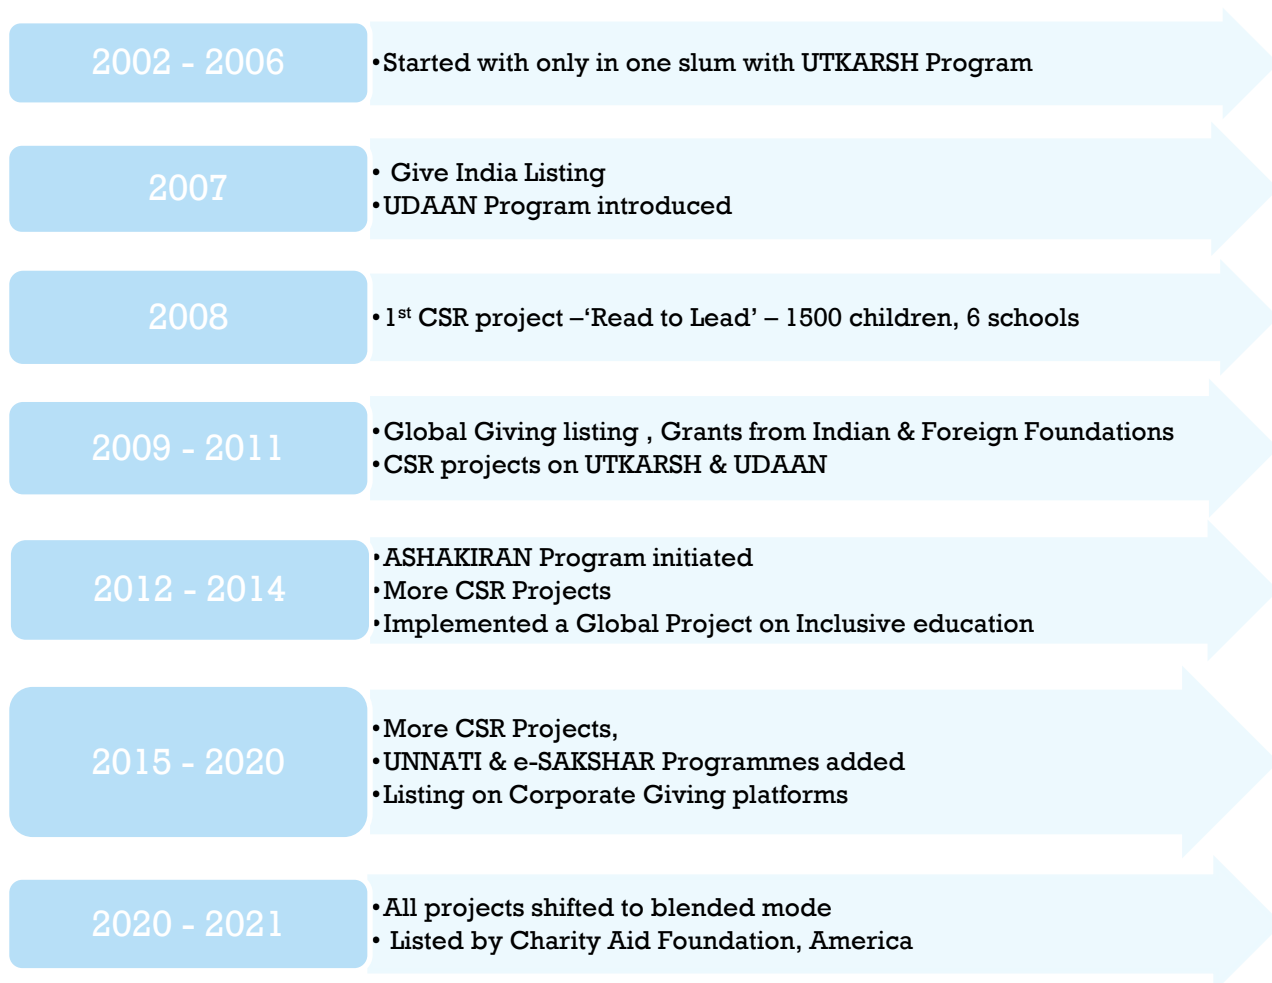 2002 - 2006
•Started with only in one slum with UTKARSH Program
2007
• Give India Listing
•UDAAN Program introduced
2008
•1st CSR project –‘Read to Lead’ – 1500 children, 6 schools
2009 - 2011
•Global Giving listing , Grants from Indian & Foreign Foundations
•CSR projects on UTKARSH & UDAAN
2012 - 2014
•ASHAKIRAN Program initiated
•More CSR Projects
•Implemented a Global Project on Inclusive education
2015 - 2020
•More CSR Projects,
•UNNATI & e-SAKSHAR Programmes added
•Listing on Corporate Giving platforms
2020 - 2021
•All projects shifted to blended mode
• Listed by Charity Aid Foundation, America